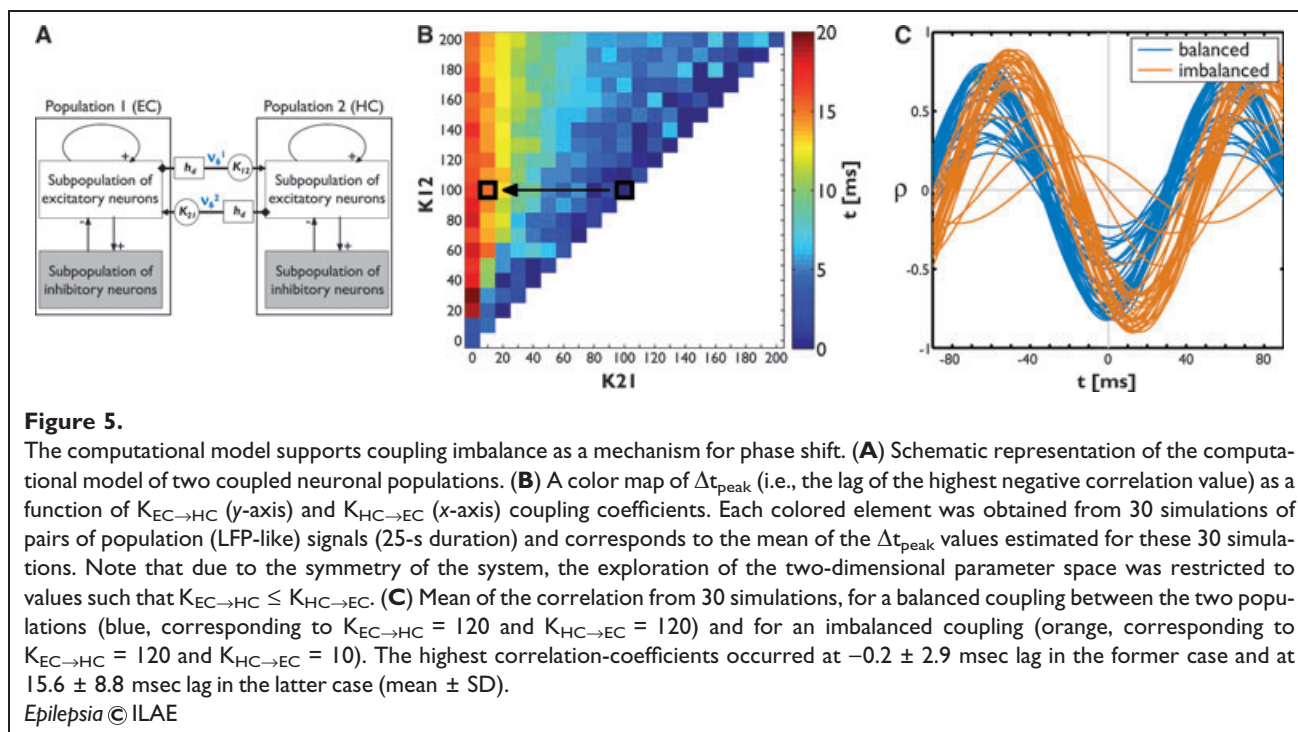 A
Population 1 (EC)
Population 2 (HC)
+
+
h_d
ν₆¹
K₁₂
Subpopulation of
excitatory neurons
Subpopulation of
excitatory neurons
K₂₁
ν₆²
h_d
-
+
-
+
Subpopulation of
inhibitory neurons
Subpopulation of
inhibitory neurons
B
200
180
160
140
120
100
80
60
40
20
0
K12
0 20 40 60 80 100 120 140 160 180 200
K21
20
15
10
5
0
t [ms]
C
1
0.5
0
-0.5
-1
ρ
balanced
imbalanced
-80 -40 0 40 80
t [ms]
Figure 5.
The computational model supports coupling imbalance as a mechanism for phase shift. (A) Schematic representation of the computa-
tional model of two coupled neuronal populations. (B) A color map of Δt_peak (i.e., the lag of the highest negative correlation value) as a
function of K_EC→HC (y-axis) and K_HC→EC (x-axis) coupling coefficients. Each colored element was obtained from 30 simulations of
pairs of population (LFP-like) signals (25-s duration) and corresponds to the mean of the Δt_peak values estimated for these 30 simula-
tions. Note that due to the symmetry of the system, the exploration of the two-dimensional parameter space was restricted to
values such that K_EC→HC ≤ K_HC→EC. (C) Mean of the correlation from 30 simulations, for a balanced coupling between the two popu-
lations (blue, corresponding to K_EC→HC = 120 and K_HC→EC = 120) and for an imbalanced coupling (orange, corresponding to
K_EC→HC = 120 and K_HC→EC = 10). The highest correlation-coefficients occurred at −0.2 ± 2.9 msec lag in the former case and at
15.6 ± 8.8 msec lag in the latter case (mean ± SD).
Epilepsia © ILAE